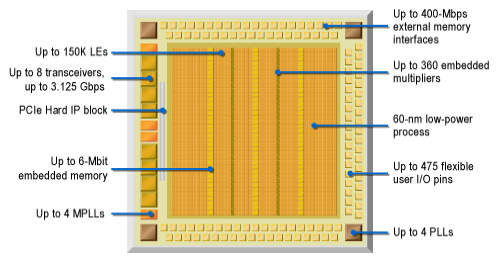 Up to 150K LEs
Up to 8 transceivers,
up to 3.125 Gbps
PCIe Hard IP block
Up to 6-Mbit
embedded memory
Up to 4 MPLLs
Up to 400-Mbps
external memory
interfaces
Up to 360 embedded
multipliers
60-nm low-power
process
Up to 475 flexible
user I/O pins
Up to 4 PLLs